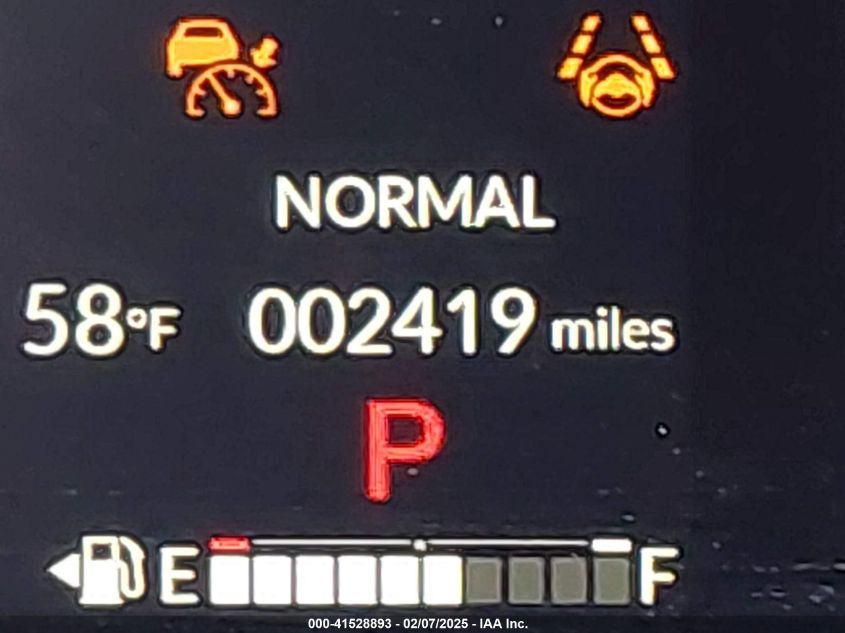 NORMAL
58°F 002419 miles
P
E F
000-41528893 - 02/07/2025 - IAA Inc.